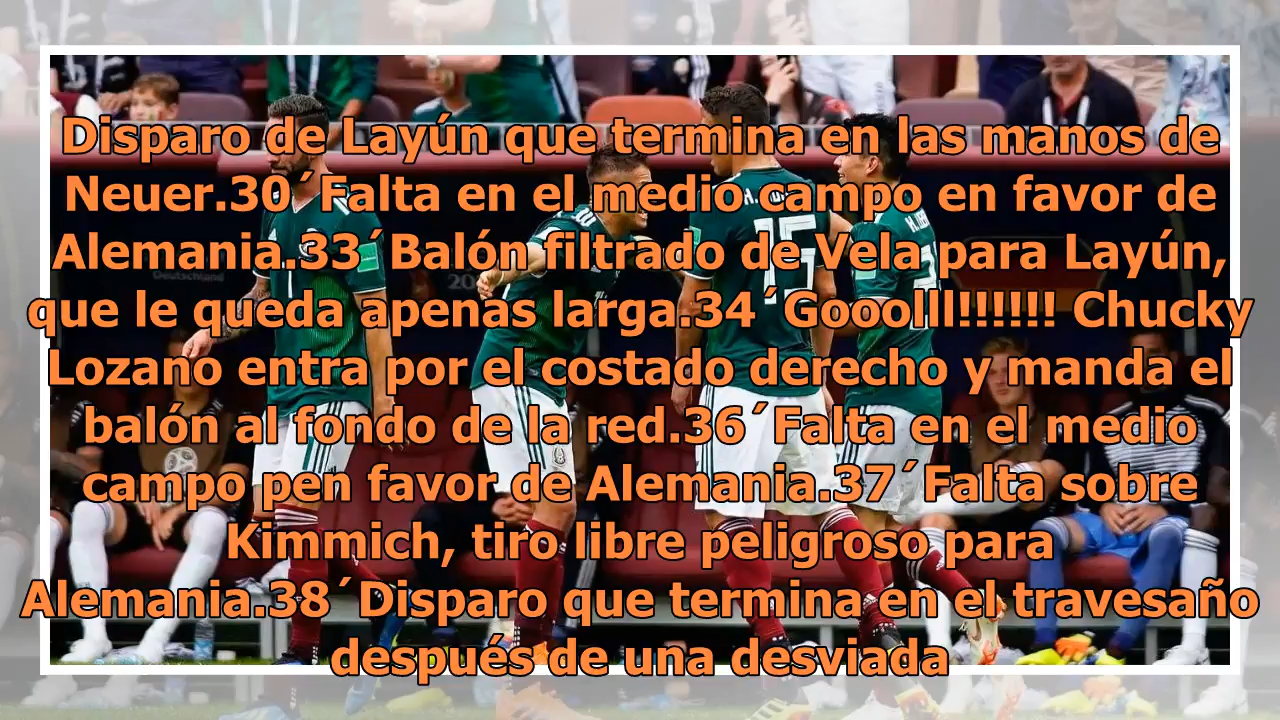 Disparo de Layún que termina en las manos de
Neuer.30´Falta en el medio campo en favor de
Alemania.33´Balón filtrado de Vela para Layún,
que le queda apenas larga.34´Gooolll!!!!!! Chucky
Lozano entra por el costado derecho y manda el
balón al fondo de la red.36´Falta en el medio
campo pen favor de Alemania.37´Falta sobre
Kimmich, tiro libre peligroso para
Alemania.38´Disparo que termina en el travesaño
después de una desviada
Deutschland
15